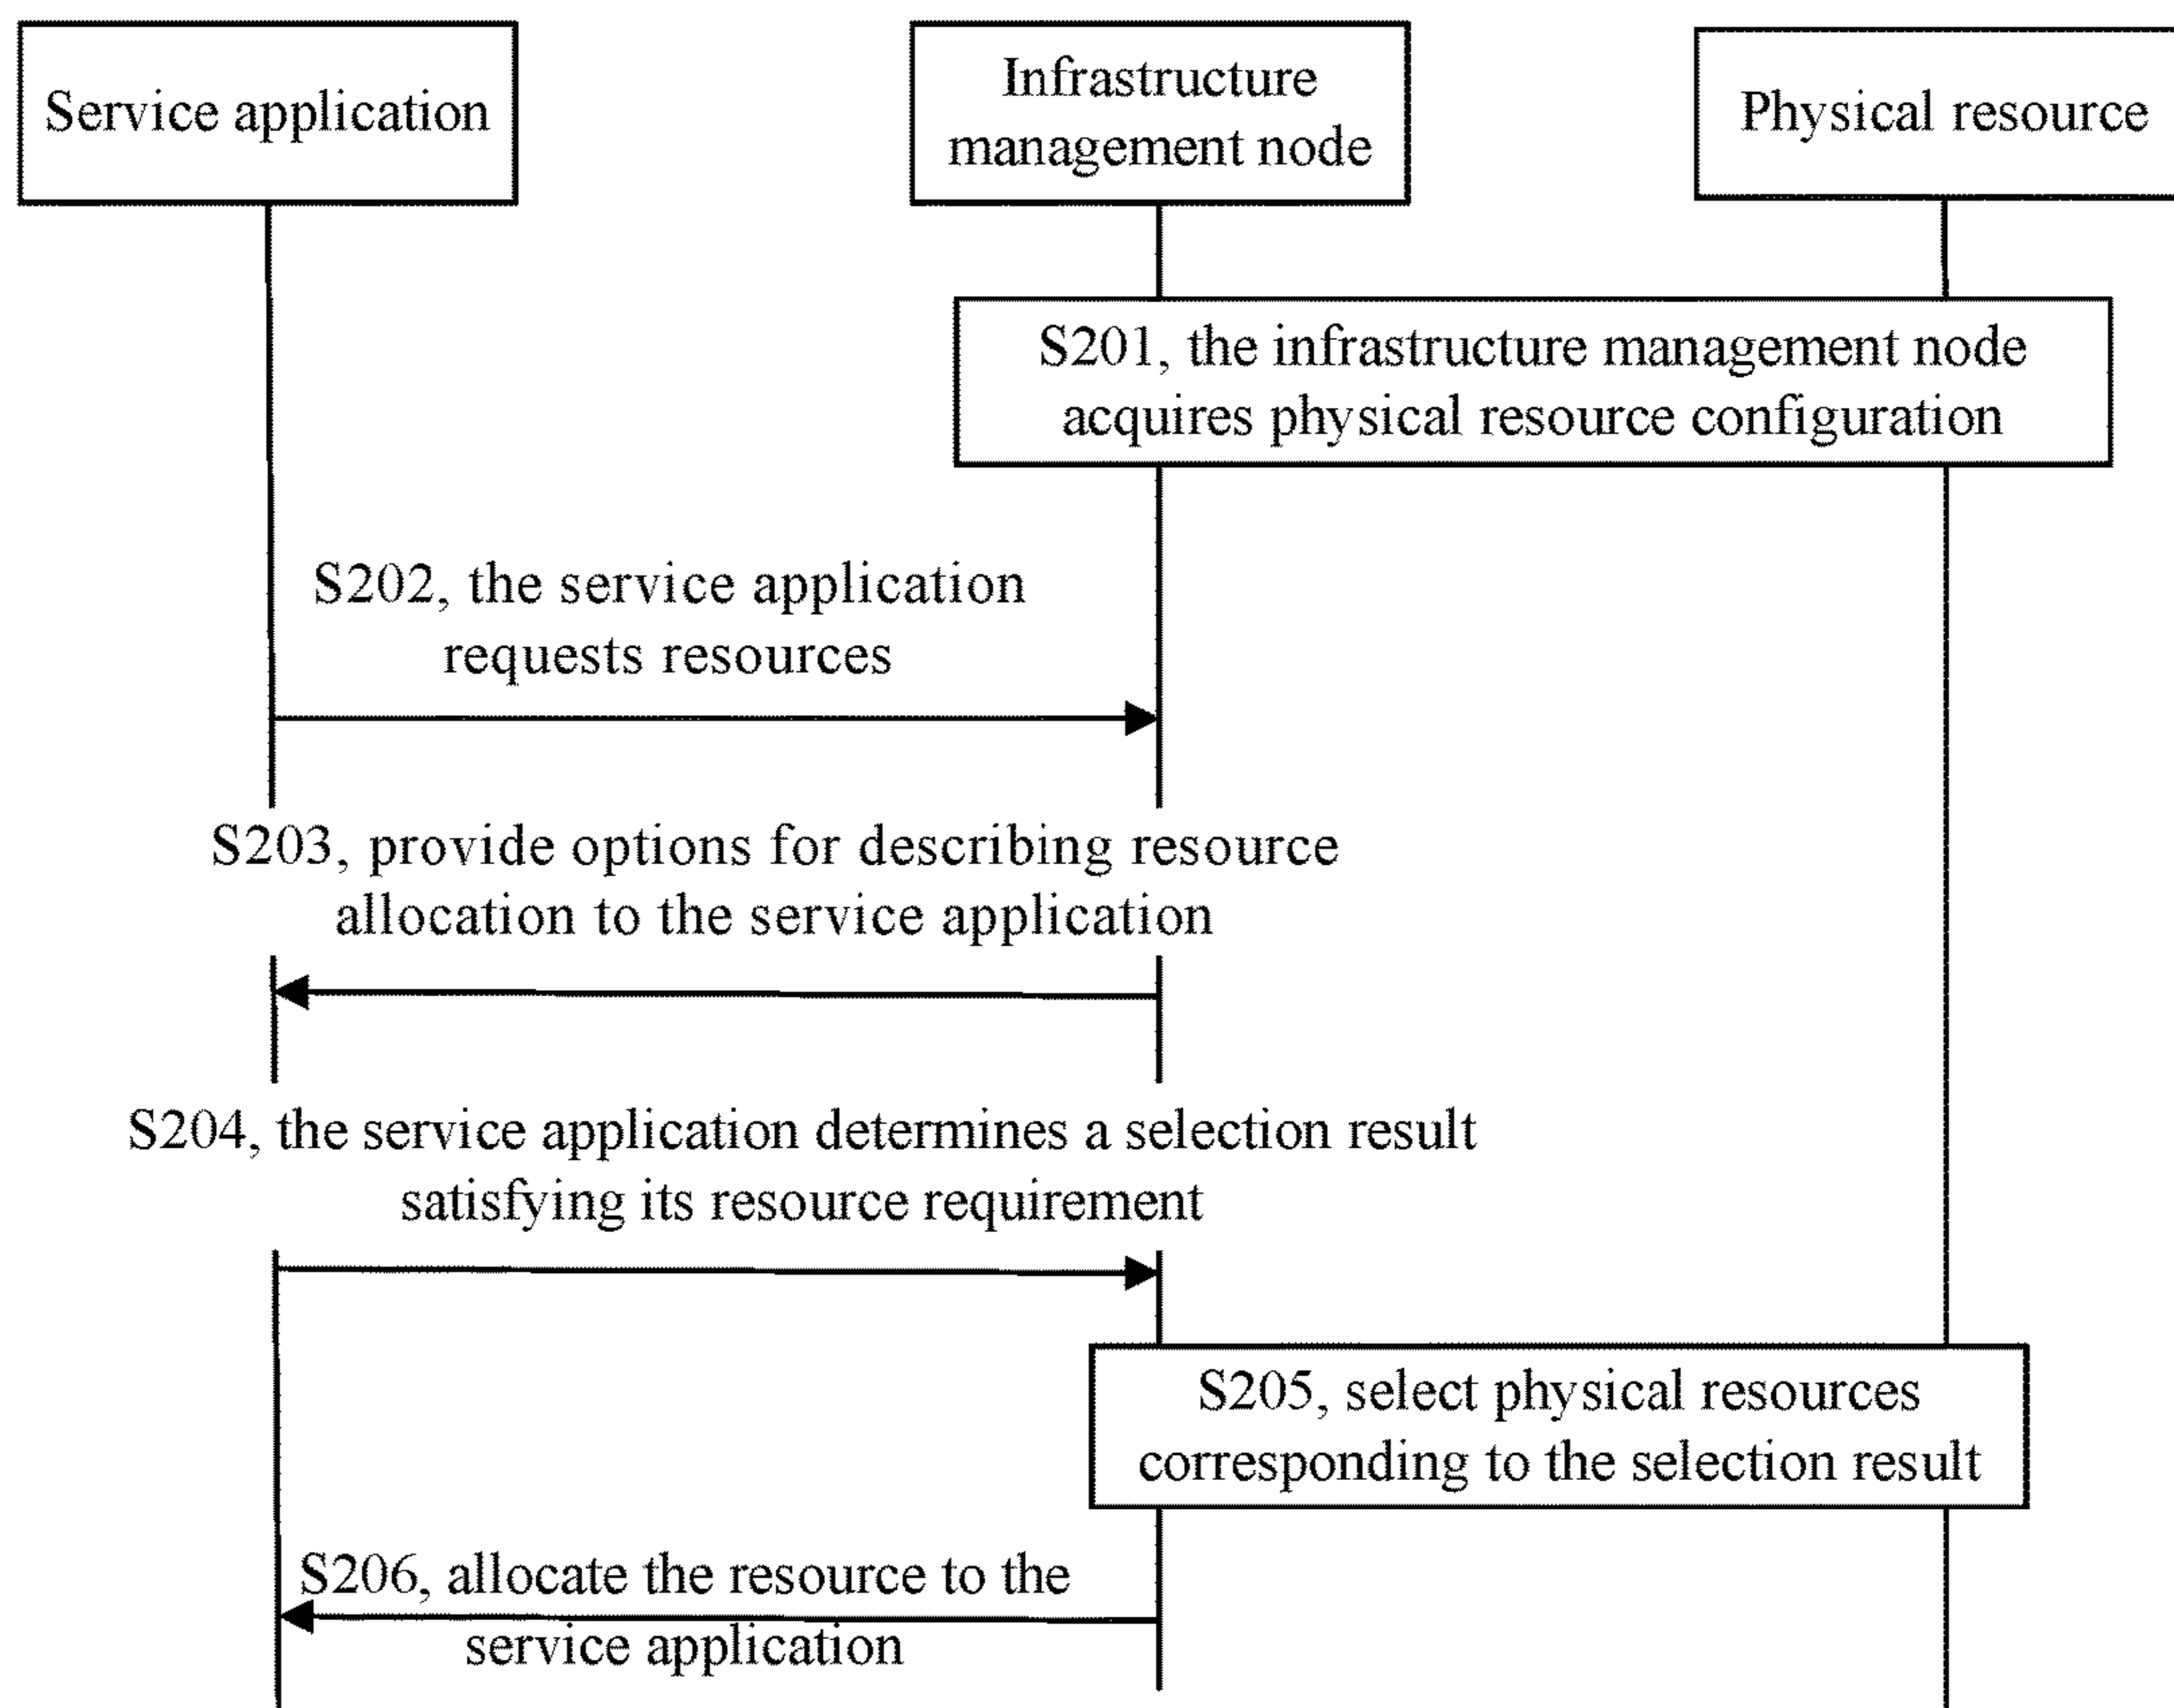 Service application
Infrastructure
management node
Physical resource
S201, the infrastructure management node
acquires physical resource configuration
S202, the service application
requests resources
S203, provide options for describing resource
allocation to the service application
S204, the service application determines a selection result
satisfying its resource requirement
S205, select physical resources
corresponding to the selection result
S206, allocate the resource to the
service application